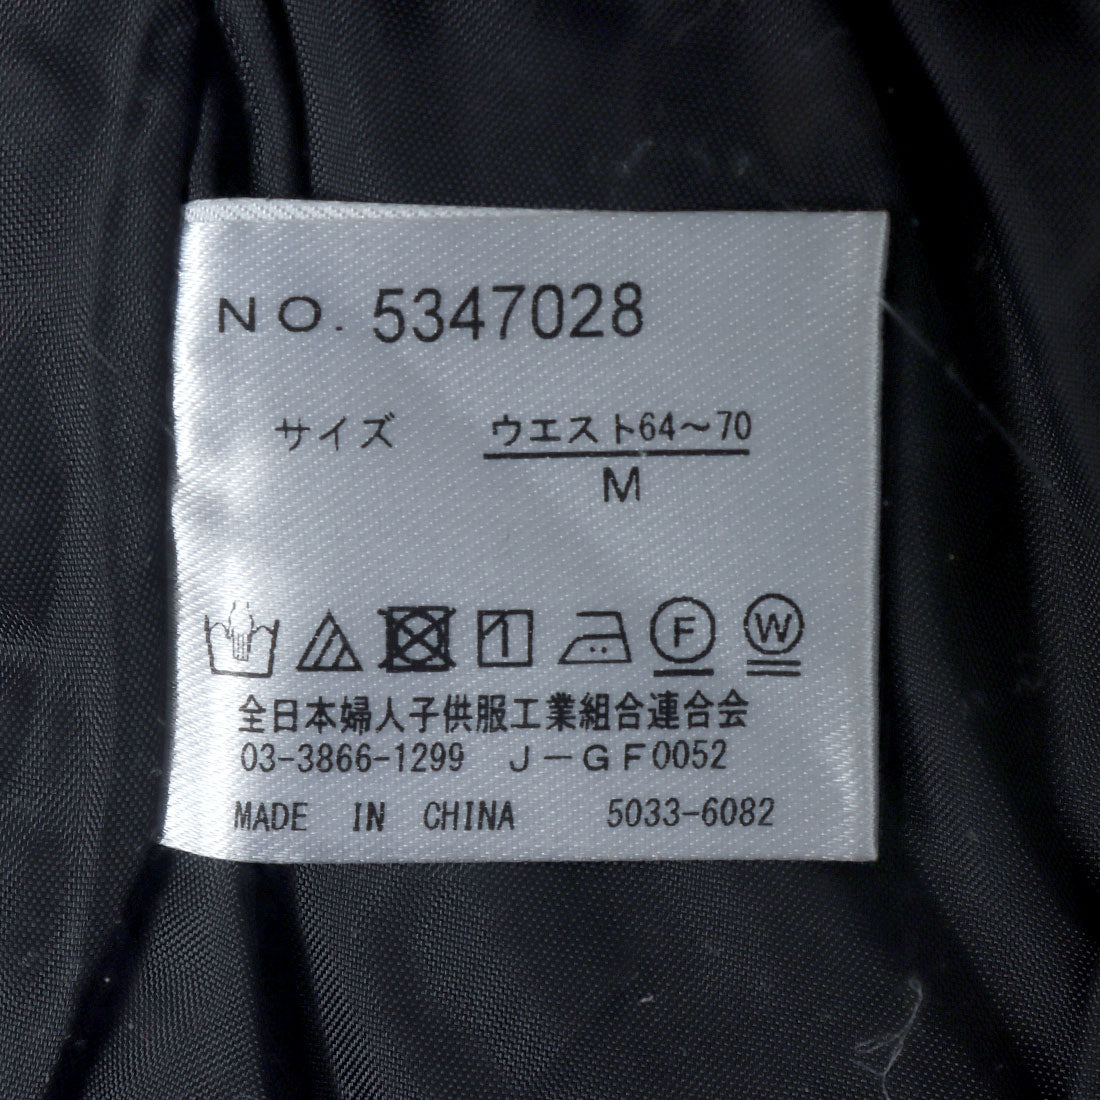 NO. 5347028
サイズ ウエスト64～70
M
1 F W
全日本婦人子供服工業組合連合会
03-3866-1299 J-GF0052
MADE IN CHINA 5033-6082